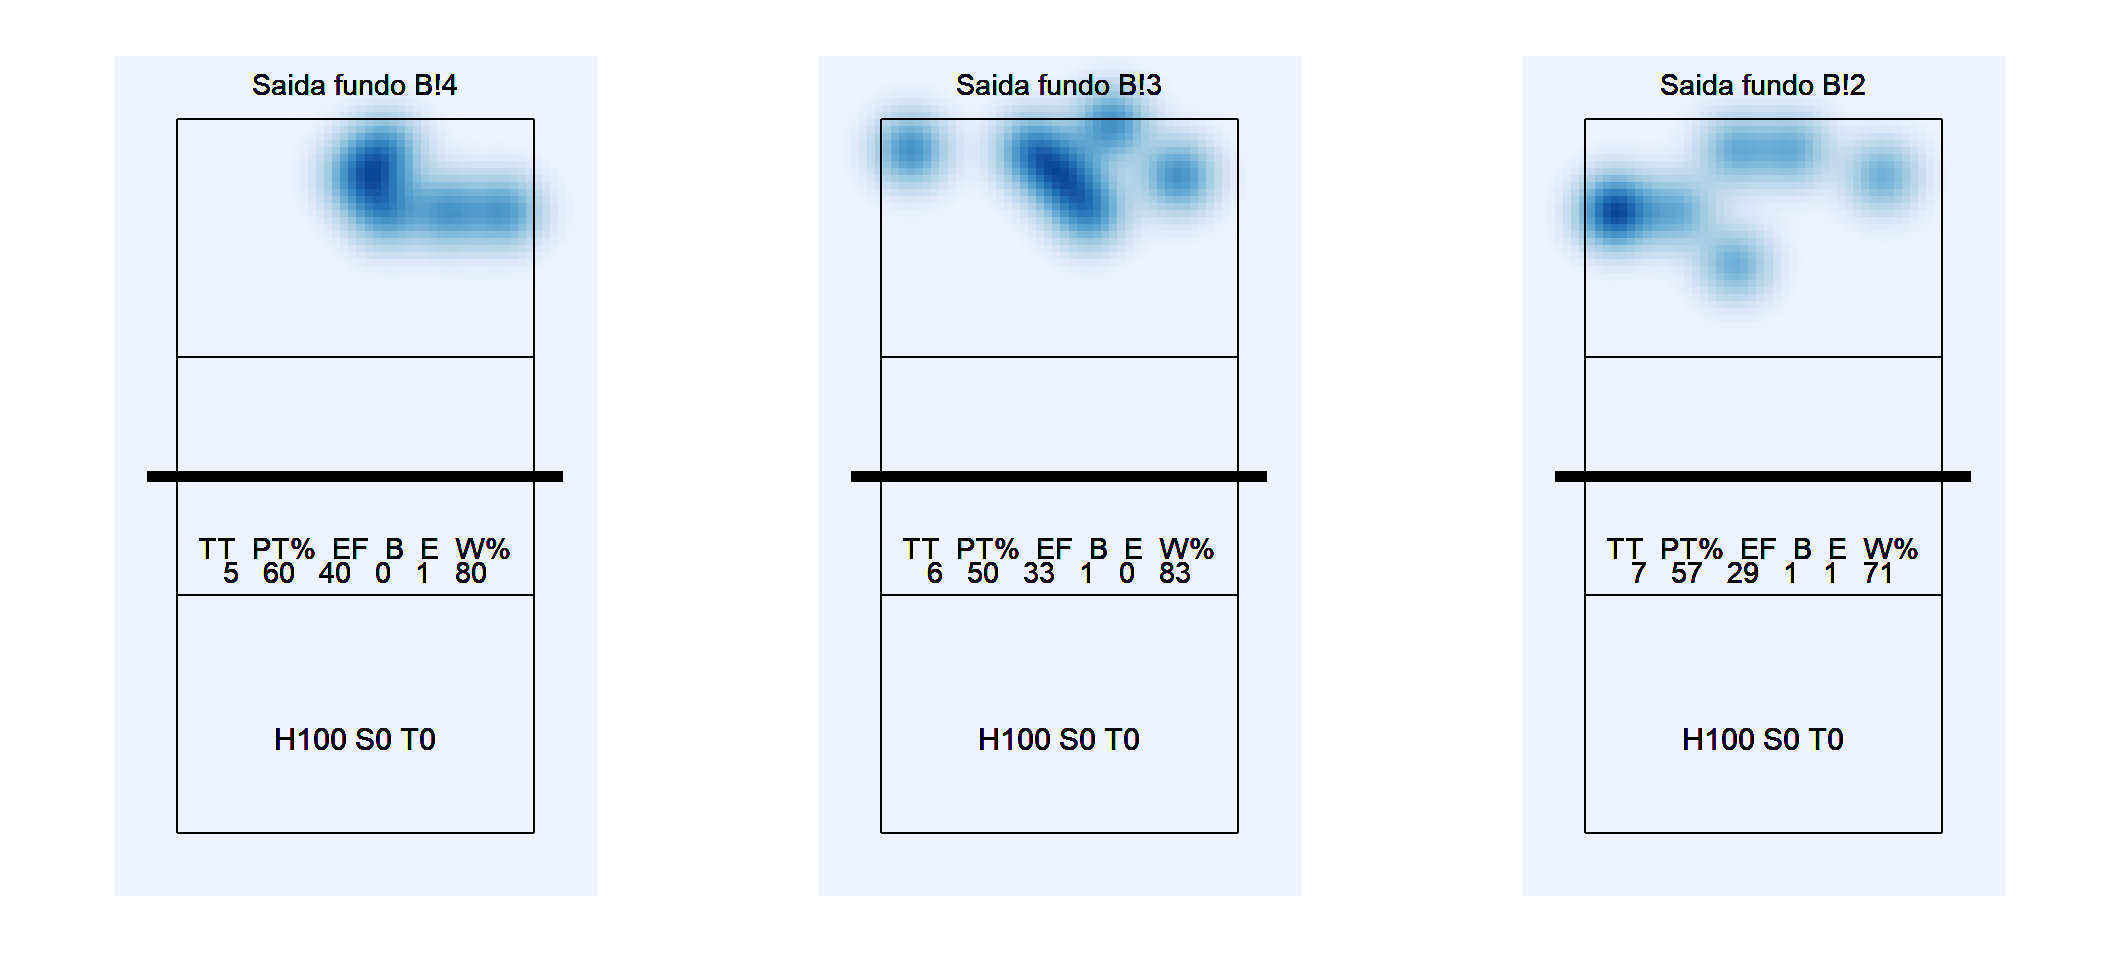 Saida fundo B!4
TT PT% EF B E W%
5 60 40 0 1 80
H100 S0 T0
Saida fundo B!3
TT PT% EF B E W%
6 50 33 1 0 83
H100 S0 T0
Saida fundo B!2
TT PT% EF B E W%
7 57 29 1 1 71
H100 S0 T0